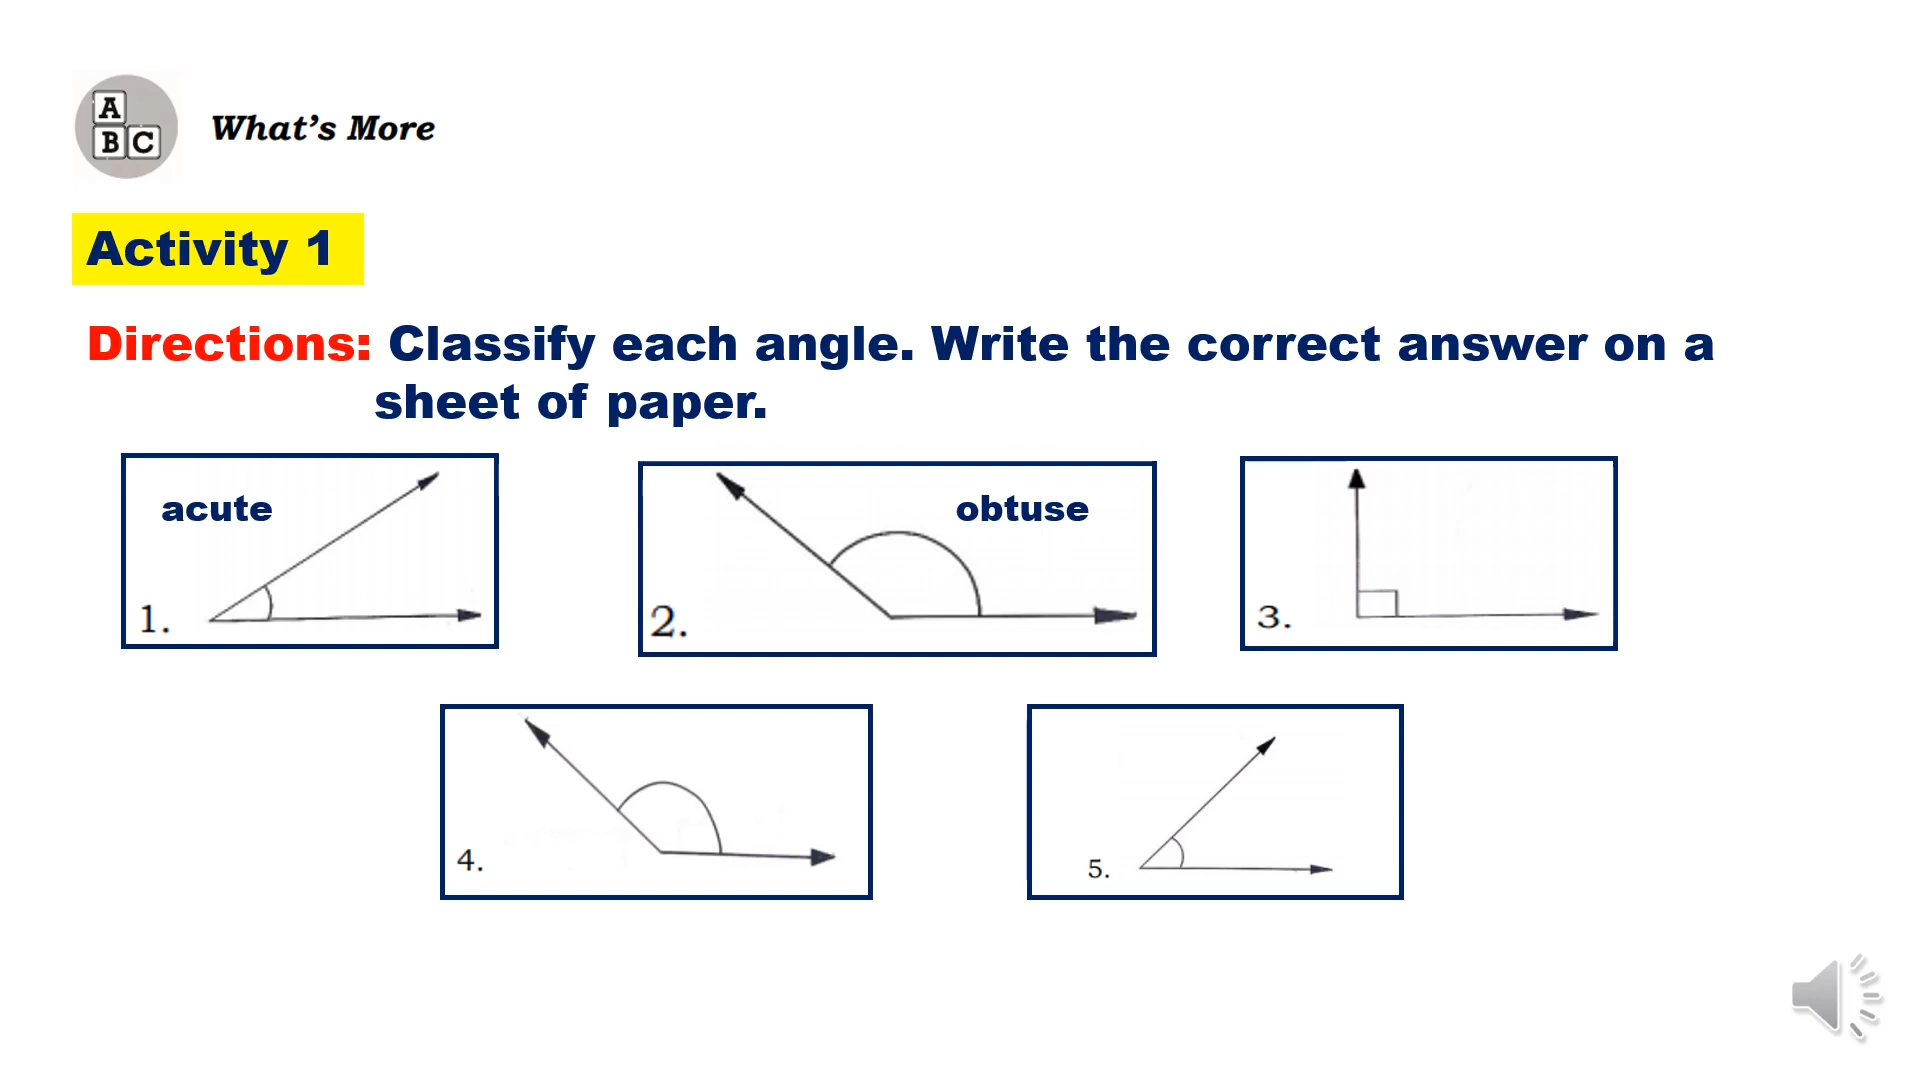 A
B C
What's More
Activity 1
Directions: Classify each angle. Write the correct answer on a
sheet of paper.
acute
1.
obtuse
2.
3.
4.
5.